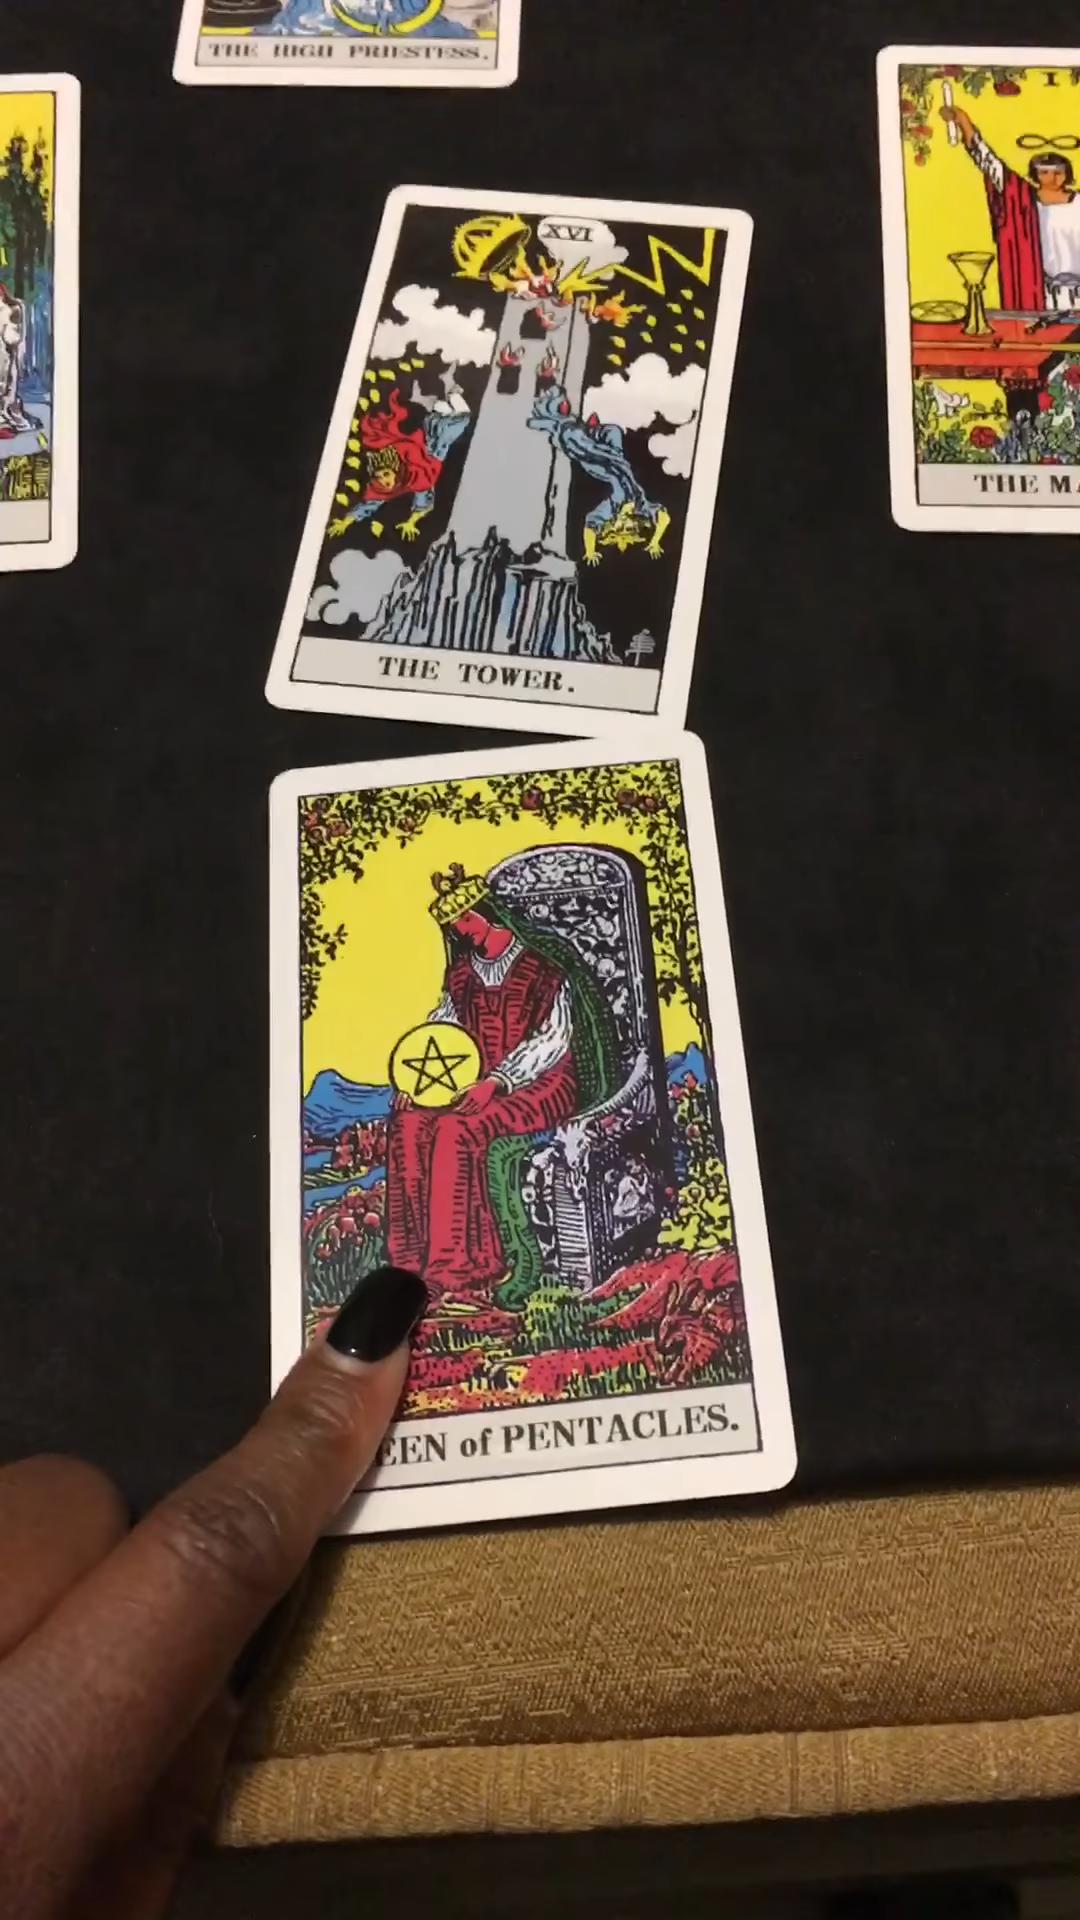 THE HIGH PRIESTESS.
I
XVI
THE MA
THE TOWER.
EEN of PENTACLES.